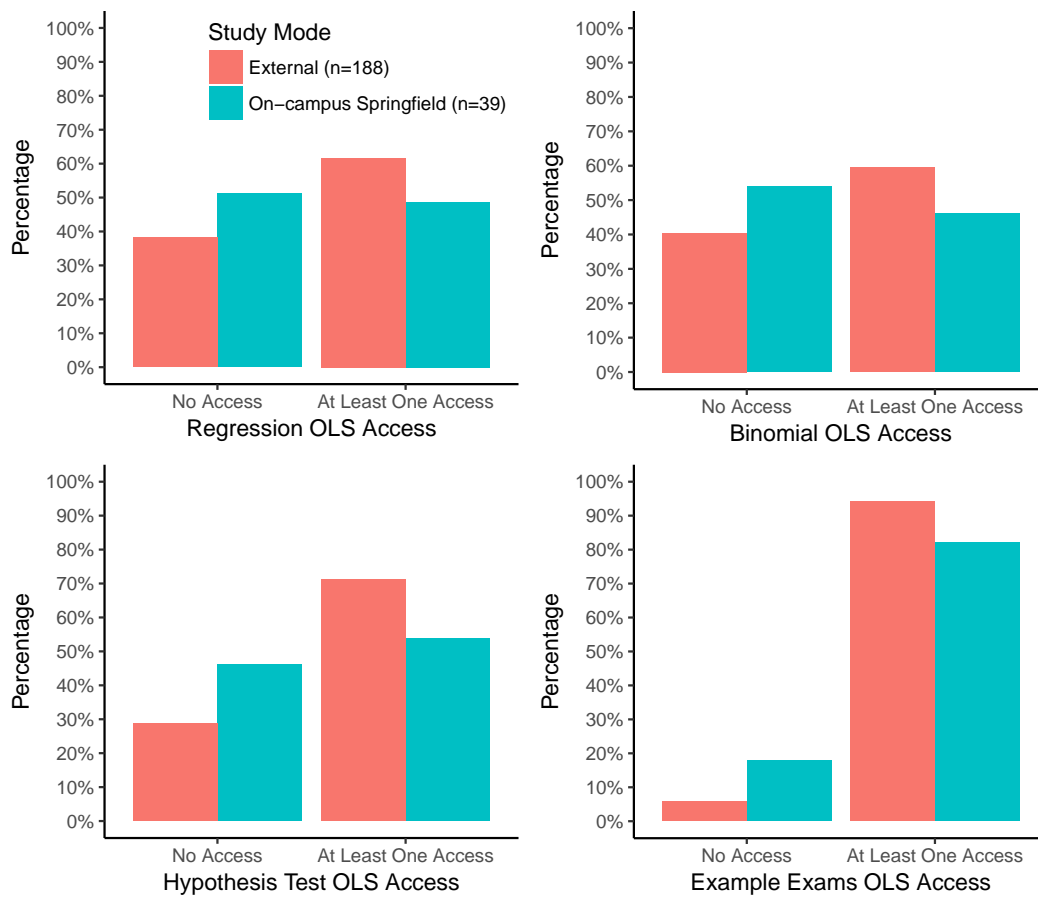 Study Mode
External (n=188)
On−campus Springfield (n=39)
Percentage
100%
90%
80%
70%
60%
50%
40%
30%
20%
10%
0%
No Access
At Least One Access
Regression OLS Access
Percentage
100%
90%
80%
70%
60%
50%
40%
30%
20%
10%
0%
No Access
At Least One Access
Binomial OLS Access
Percentage
100%
90%
80%
70%
60%
50%
40%
30%
20%
10%
0%
No Access
At Least One Access
Hypothesis Test OLS Access
Percentage
100%
90%
80%
70%
60%
50%
40%
30%
20%
10%
0%
No Access
At Least One Access
Example Exams OLS Access